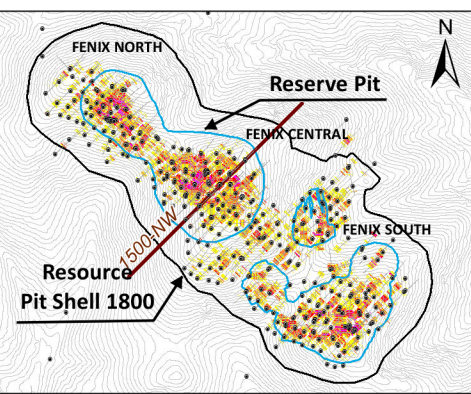 N
FENIX NORTH
Reserve Pit
FENIX CENTRAL
1500-NW
FENIX SOUTH
Resource
Pit Shell 1800